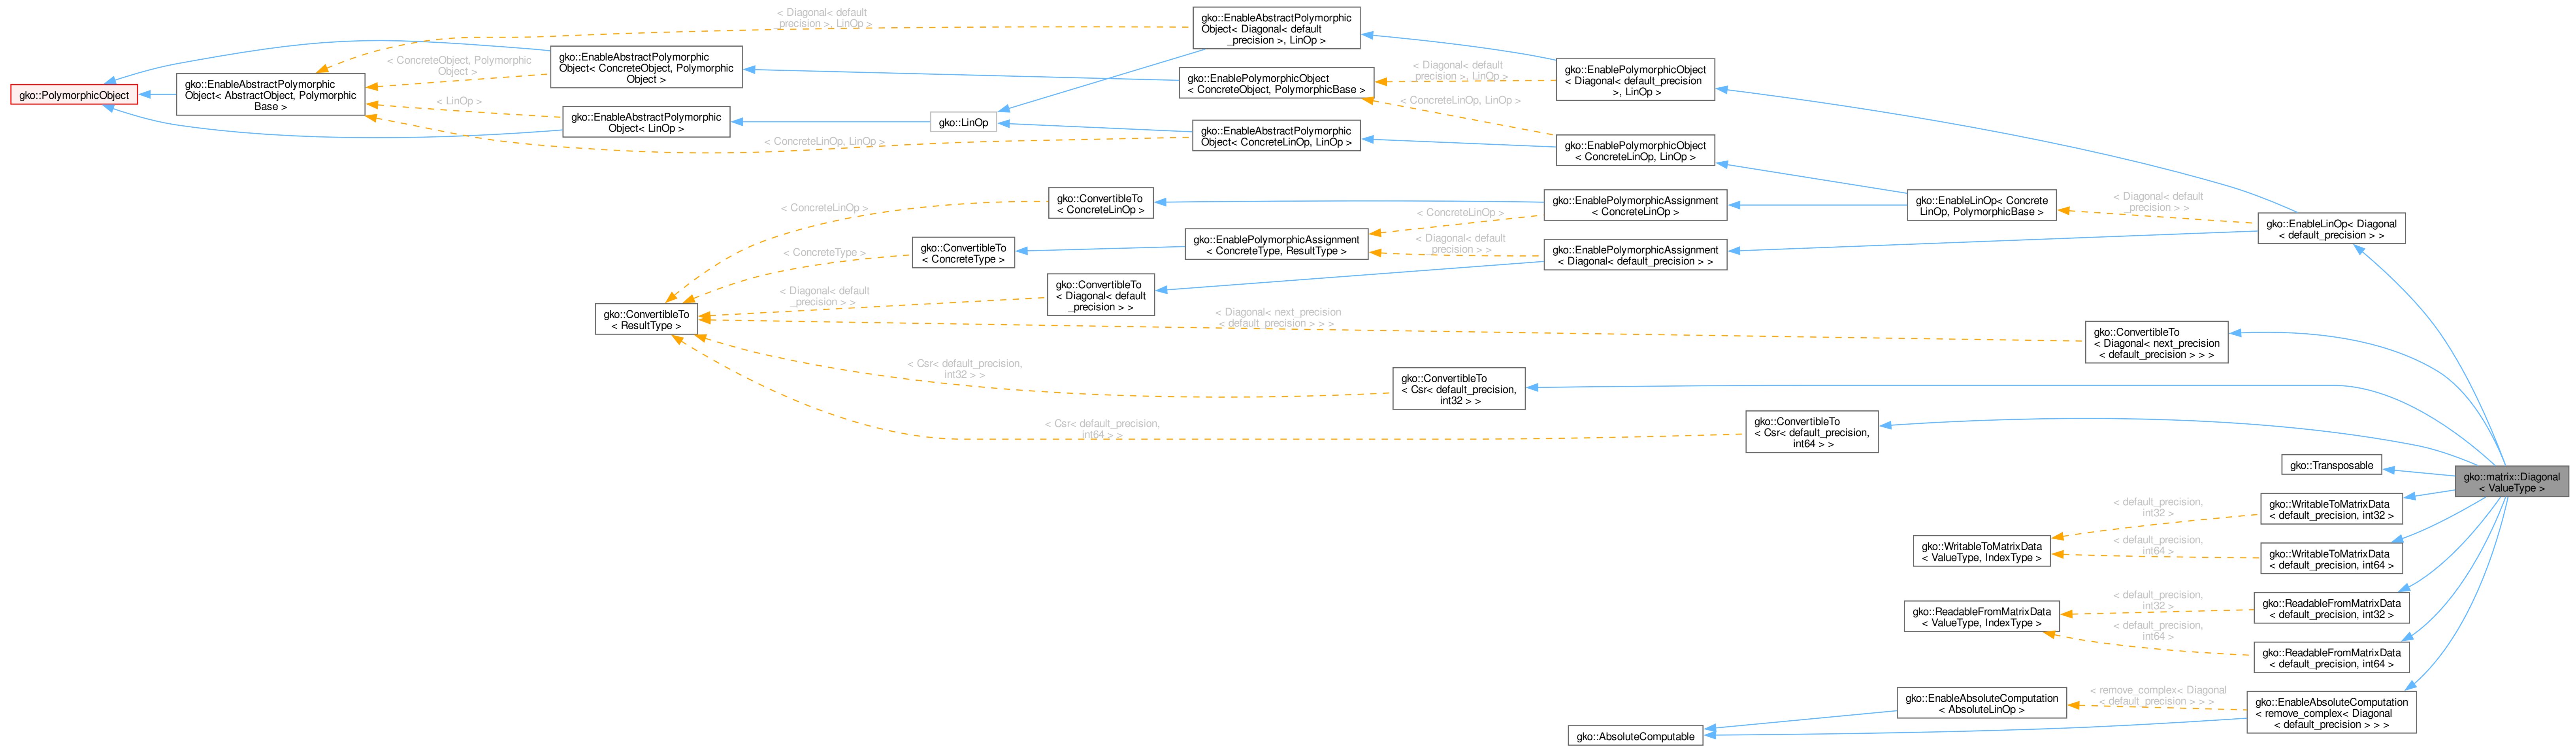 gko::PolymorphicObject
gko::EnableAbstractPolymorphic
Object< AbstractObject, Polymorphic
Base >
gko::EnableAbstractPolymorphic
Object< ConcreteObject, Polymorphic
Object >
gko::EnableAbstractPolymorphic
Object< LinOp >
< Diagonal< default
_precision >, LinOp >
< ConcreteObject, Polymorphic
Object >
< LinOp >
< ConcreteLinOp, LinOp >
gko::LinOp
gko::EnableAbstractPolymorphic
Object< Diagonal< default
_precision >, LinOp >
gko::EnablePolymorphicObject
< ConcreteObject, PolymorphicBase >
gko::EnableAbstractPolymorphic
Object< ConcreteLinOp, LinOp >
< Diagonal< default
_precision >, LinOp >
< ConcreteLinOp, LinOp >
gko::EnablePolymorphicObject
< Diagonal< default_precision
>, LinOp >
gko::EnablePolymorphicObject
< ConcreteLinOp, LinOp >
gko::ConvertibleTo
< ResultType >
< ConcreteLinOp >
< ConcreteType >
< Diagonal< default
_precision > >
gko::ConvertibleTo
< ConcreteLinOp >
gko::ConvertibleTo
< ConcreteType >
gko::ConvertibleTo
< Diagonal< default
_precision > >
gko::EnablePolymorphicAssignment
< ConcreteType, ResultType >
< ConcreteLinOp >
< Diagonal< default
_precision > >
gko::EnablePolymorphicAssignment
< ConcreteLinOp >
gko::EnablePolymorphicAssignment
< Diagonal< default_precision > >
gko::EnableLinOp< Concrete
LinOp, PolymorphicBase >
< Diagonal< default
_precision > >
gko::EnableLinOp< Diagonal
< default_precision > >
< Diagonal< next_precision
< default_precision > > >
gko::ConvertibleTo
< Diagonal< next_precision
< default_precision > > >
< Csr< default_precision,
int32 > >
gko::ConvertibleTo
< Csr< default_precision,
int32 > >
< Csr< default_precision,
int64 > >
gko::ConvertibleTo
< Csr< default_precision,
int64 > >
gko::Transposable
gko::matrix::Diagonal
< ValueType >
gko::WritableToMatrixData
< ValueType, IndexType >
< default_precision,
int32 >
< default_precision,
int64 >
gko::WritableToMatrixData
< default_precision, int32 >
gko::WritableToMatrixData
< default_precision, int64 >
gko::ReadableFromMatrixData
< ValueType, IndexType >
< default_precision,
int32 >
< default_precision,
int64 >
gko::ReadableFromMatrixData
< default_precision, int32 >
gko::ReadableFromMatrixData
< default_precision, int64 >
gko::AbsoluteComputable
gko::EnableAbsoluteComputation
< AbsoluteLinOp >
< remove_complex< Diagonal
< default_precision > > >
gko::EnableAbsoluteComputation
< remove_complex< Diagonal
< default_precision > > >